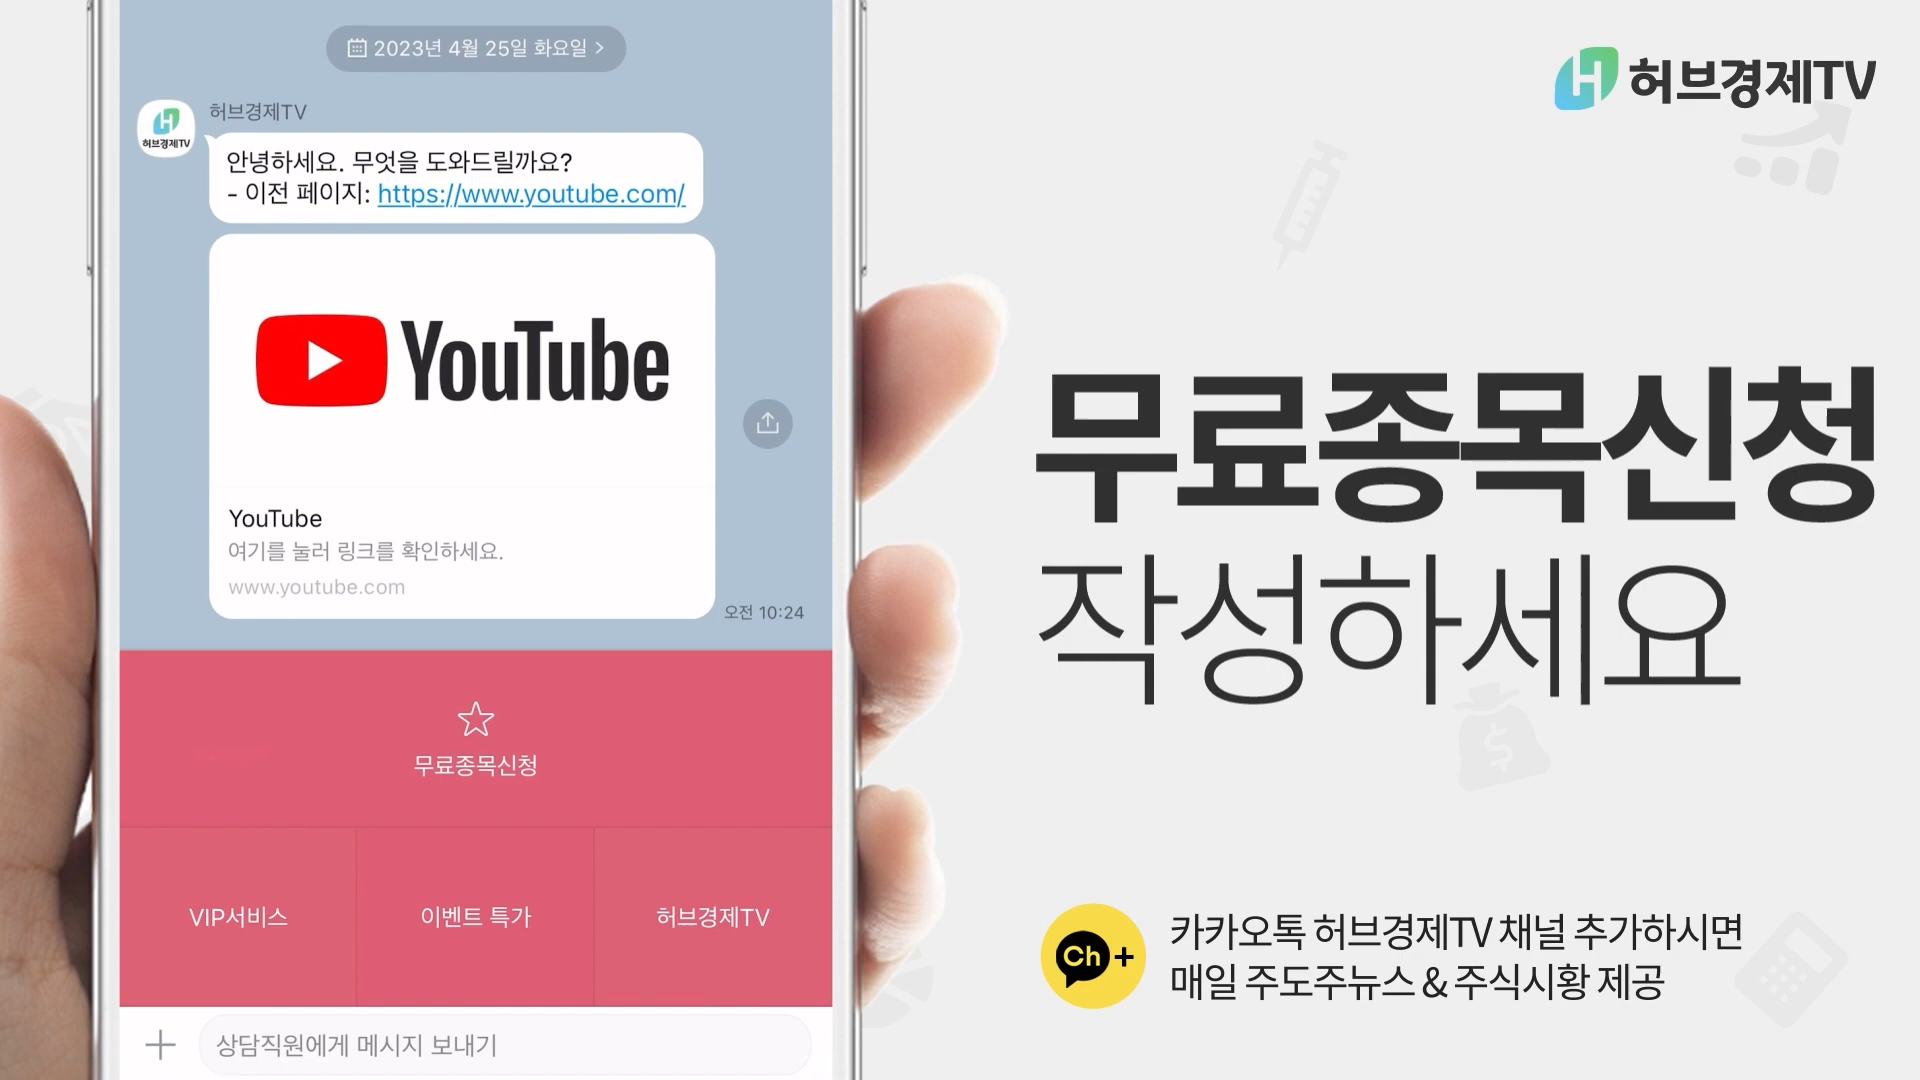 2023년 4월 25일 화요일 >
허브경제TV
허브경제TV
안녕하세요. 무엇을 도와드릴까요?
- 이전 페이지: https://www.youtube.com/
YouTube
YouTube
여기를 눌러 링크를 확인하세요.
www.youtube.com
오전 10:24
무료종목신청
VIP서비스
이벤트 특가
허브경제TV
상담직원에게 메시지 보내기
H 허브경제TV
무료종목신청
작성하세요
Ch+
카카오톡 허브경제TV 채널 추가하시면
매일 주도주뉴스 & 주식시황 제공